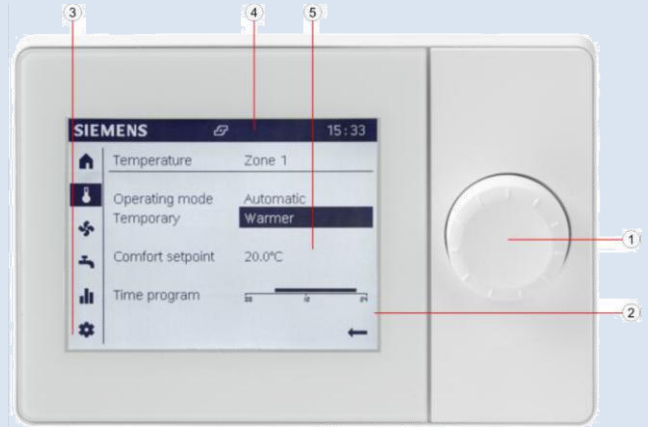 3 4 5
SIEMENS 15:33
Temperature Zone 1
Operating mode Automatic
Temporary Warmer
Comfort setpoint 20.0°C
Time program
1
2